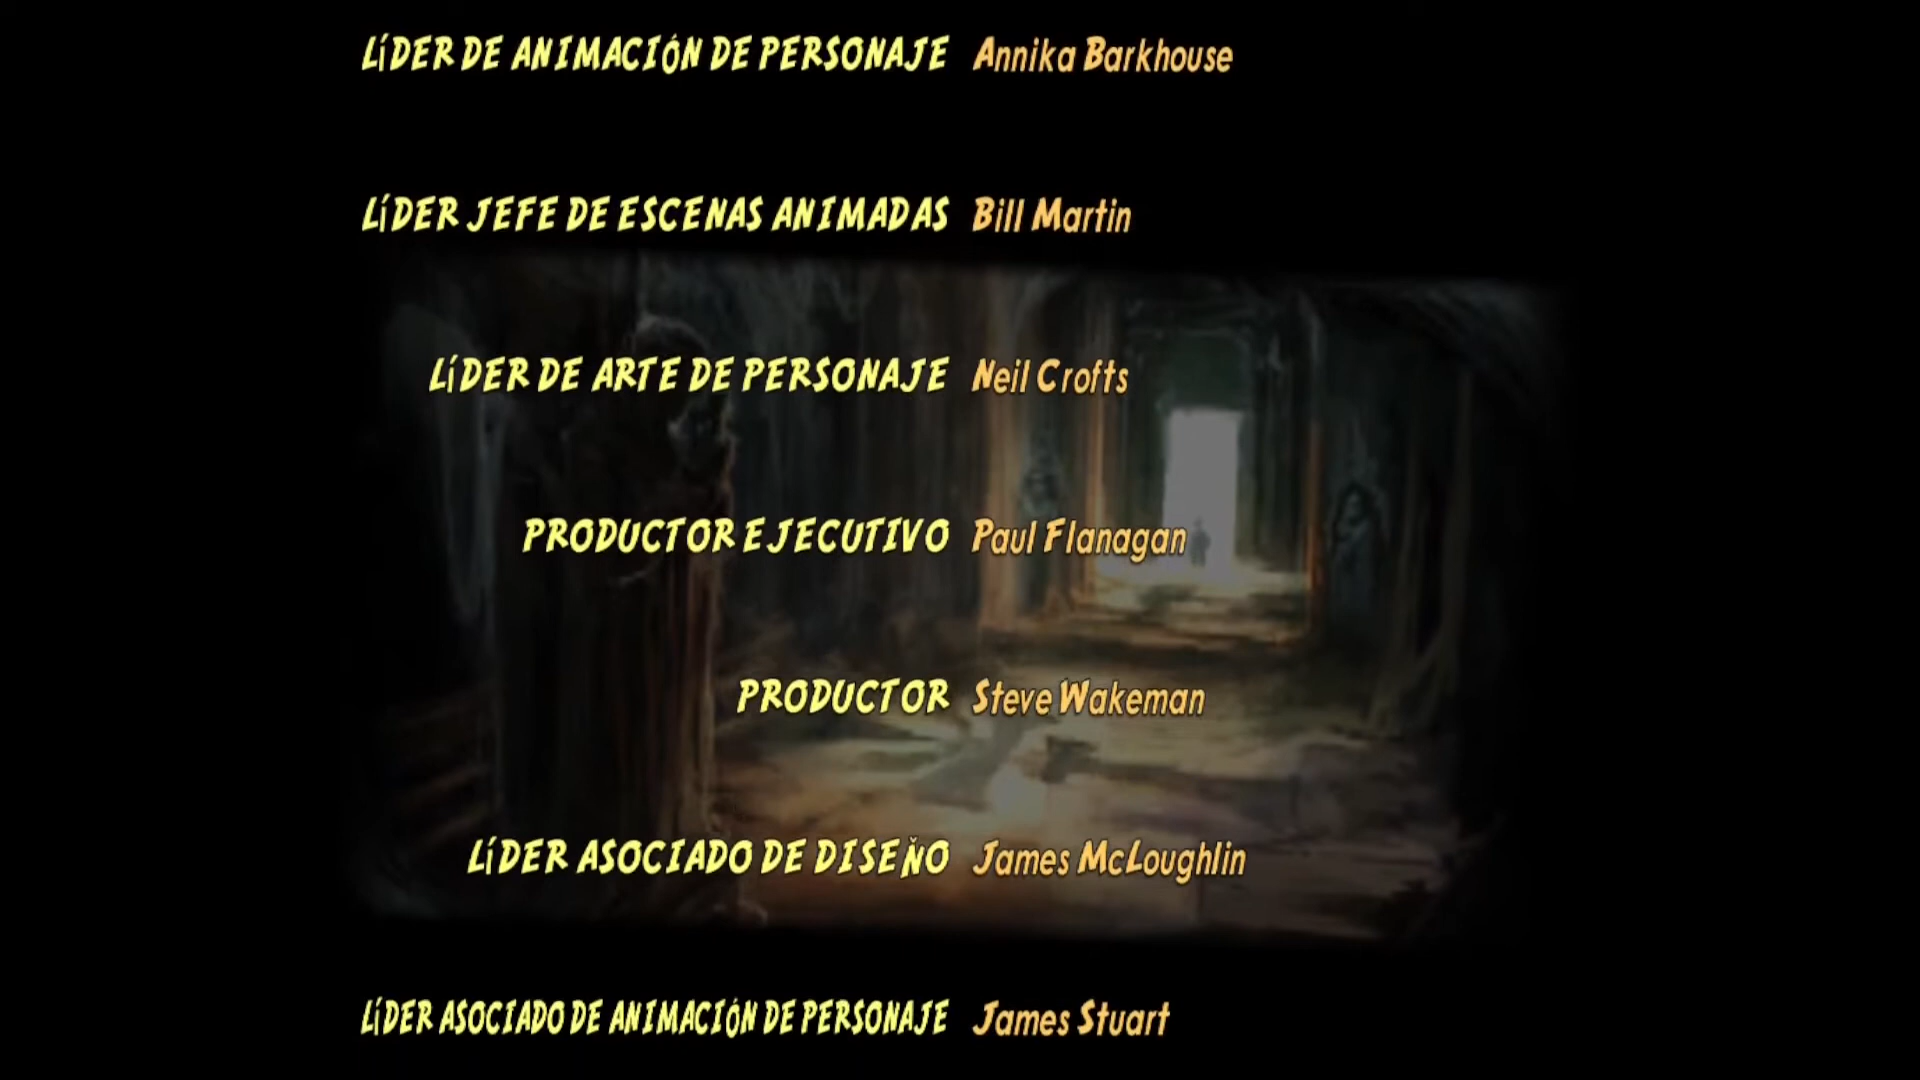 LÍDER DE ANIMACIÓN DE PERSONAJE Annika Barkhouse
LÍDER JEFE DE ESCENAS ANIMADAS Bill Martin
LÍDER DE ARTE DE PERSONAJE Neil Crofts
PRODUCTOR EJECUTIVO Paul Flanagan
PRODUCTOR Steve Wakeman
LÍDER ASOCIADO DE DISEÑO James McLoughlin
LÍDER ASOCIADO DE ANIMACIÓN DE PERSONAJE James Stuart